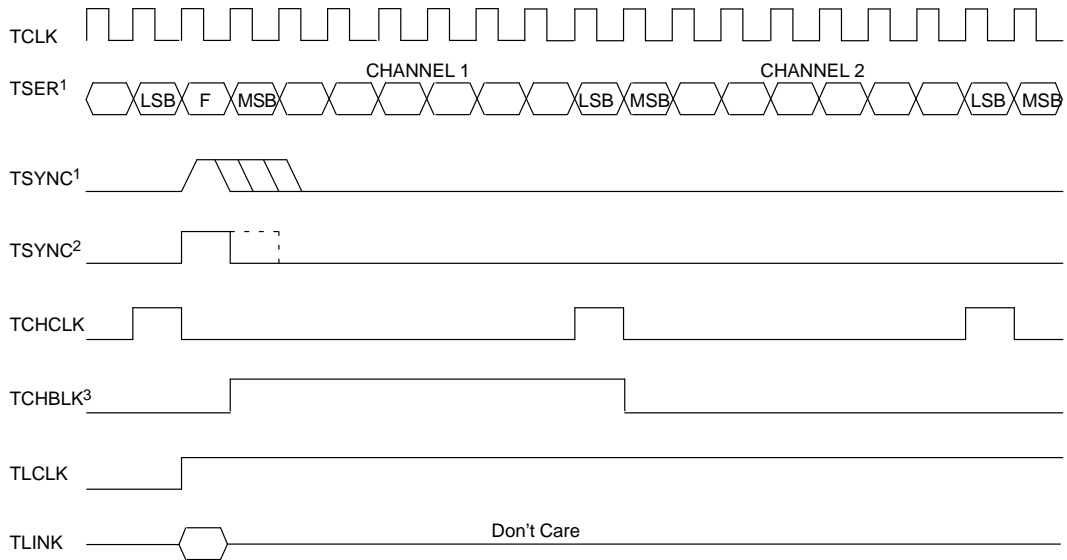 TCLK
CHANNEL 1 CHANNEL 2
TSER1 LSB F MSB LSB MSB LSB MSB
TSYNC1
TSYNC2
TCHCLK
TCHBLK3
TLCLK
TLINK Don't Care